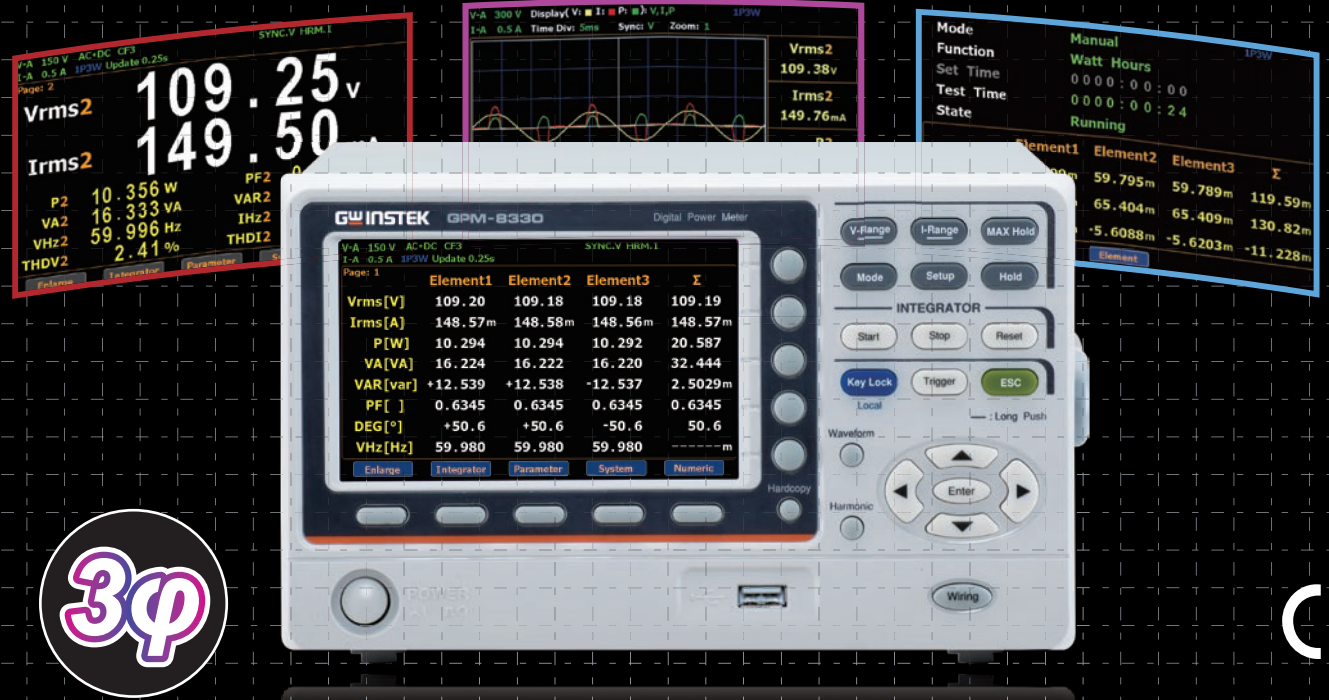 V-A 150 V AC+DC CF3 SYNC.V HRM.1
I-A 0.5 A 1P3W Update 0.25s
Page: 2
Vrms2 109.25 V
Irms2 149.50
P2 10.356 W PF2
VA2 16.333 VA VAR2
VHz2 59.996 Hz IHz2
THDV2 2.41 % THDI2
Enlarge Integrator Parameter
V-A 300 V Display( V: I: P: ): V,I,P 1P3W
I-A 0.5 A Time Div: 5ms Sync: V Zoom: 1
Vrms2
109.38V
Irms2
149.76mA
Mode Manual 1P3W
Function Watt Hours
Set Time 0000:00:00
Test Time 0000:00:24
State Running
Element1 Element2 Element3 Σ
59.795m 59.789m 119.59m
65.404m 65.409m 130.82m
-5.6088m -5.6203m -11.228m
Element
GWINSTEK GPM-8330 Digital Power Meter
V-A 150 V AC+DC CF3 SYNC.V HRM.1
I-A 0.5 A 1P3W Update 0.25s
Page: 1
Element1 Element2 Element3 Σ
Vrms[V] 109.20 109.18 109.18 109.19
Irms[A] 148.57m 148.58m 148.56m 148.57m
P[W] 10.294 10.294 10.292 20.587
VA[VA] 16.224 16.222 16.220 32.444
VAR[var] +12.539 +12.538 -12.537 2.5029m
PF[ ] 0.6345 0.6345 0.6345 0.6345
DEG[°] +50.6 +50.6 -50.6 50.6
VHz[Hz] 59.980 59.980 59.980 ------m
Enlarge Integrator Parameter System Numeric
Hardcopy
V-Range I-Range MAX Hold
Mode Setup Hold
INTEGRATOR
Start Stop Reset
Key Lock Trigger ESC
Local
: Long Push
Waveform
Enter
Harmonic
POWER
Wiring
3φ